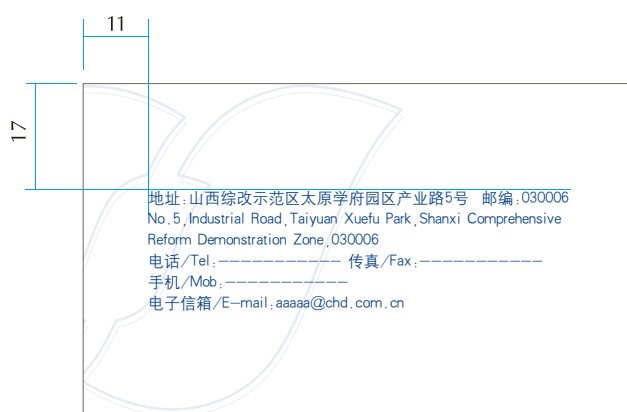 11
17
地址:山西综改示范区太原学府园区产业路5号 邮编:030006
No.5,Industrial Road,Taiyuan Xuefu Park,Shanxi Comprehensive
Reform Demonstration Zone,030006
电话/Tel:----------- 传真/Fax:-----------
手机/Mob:-----------
电子信箱/E-mail:aaaaa@chd.com.cn